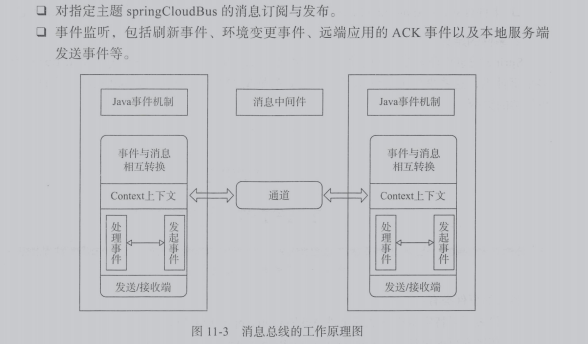 ❑ 对指定主题 springCloudBus 的消息订阅与发布。
❑ 事件监听，包括刷新事件、环境变更事件、远端应用的 ACK 事件以及本地服务端
发送事件等。
Java事件机制
消息中间件
Java事件机制
事件与消息
相互转换
事件与消息
相互转换
Context上下文
通道
Context上下文
处理事件
发起事件
处理事件
发起事件
发送/接收端
发送/接收端
图 11-3 消息总线的工作原理图